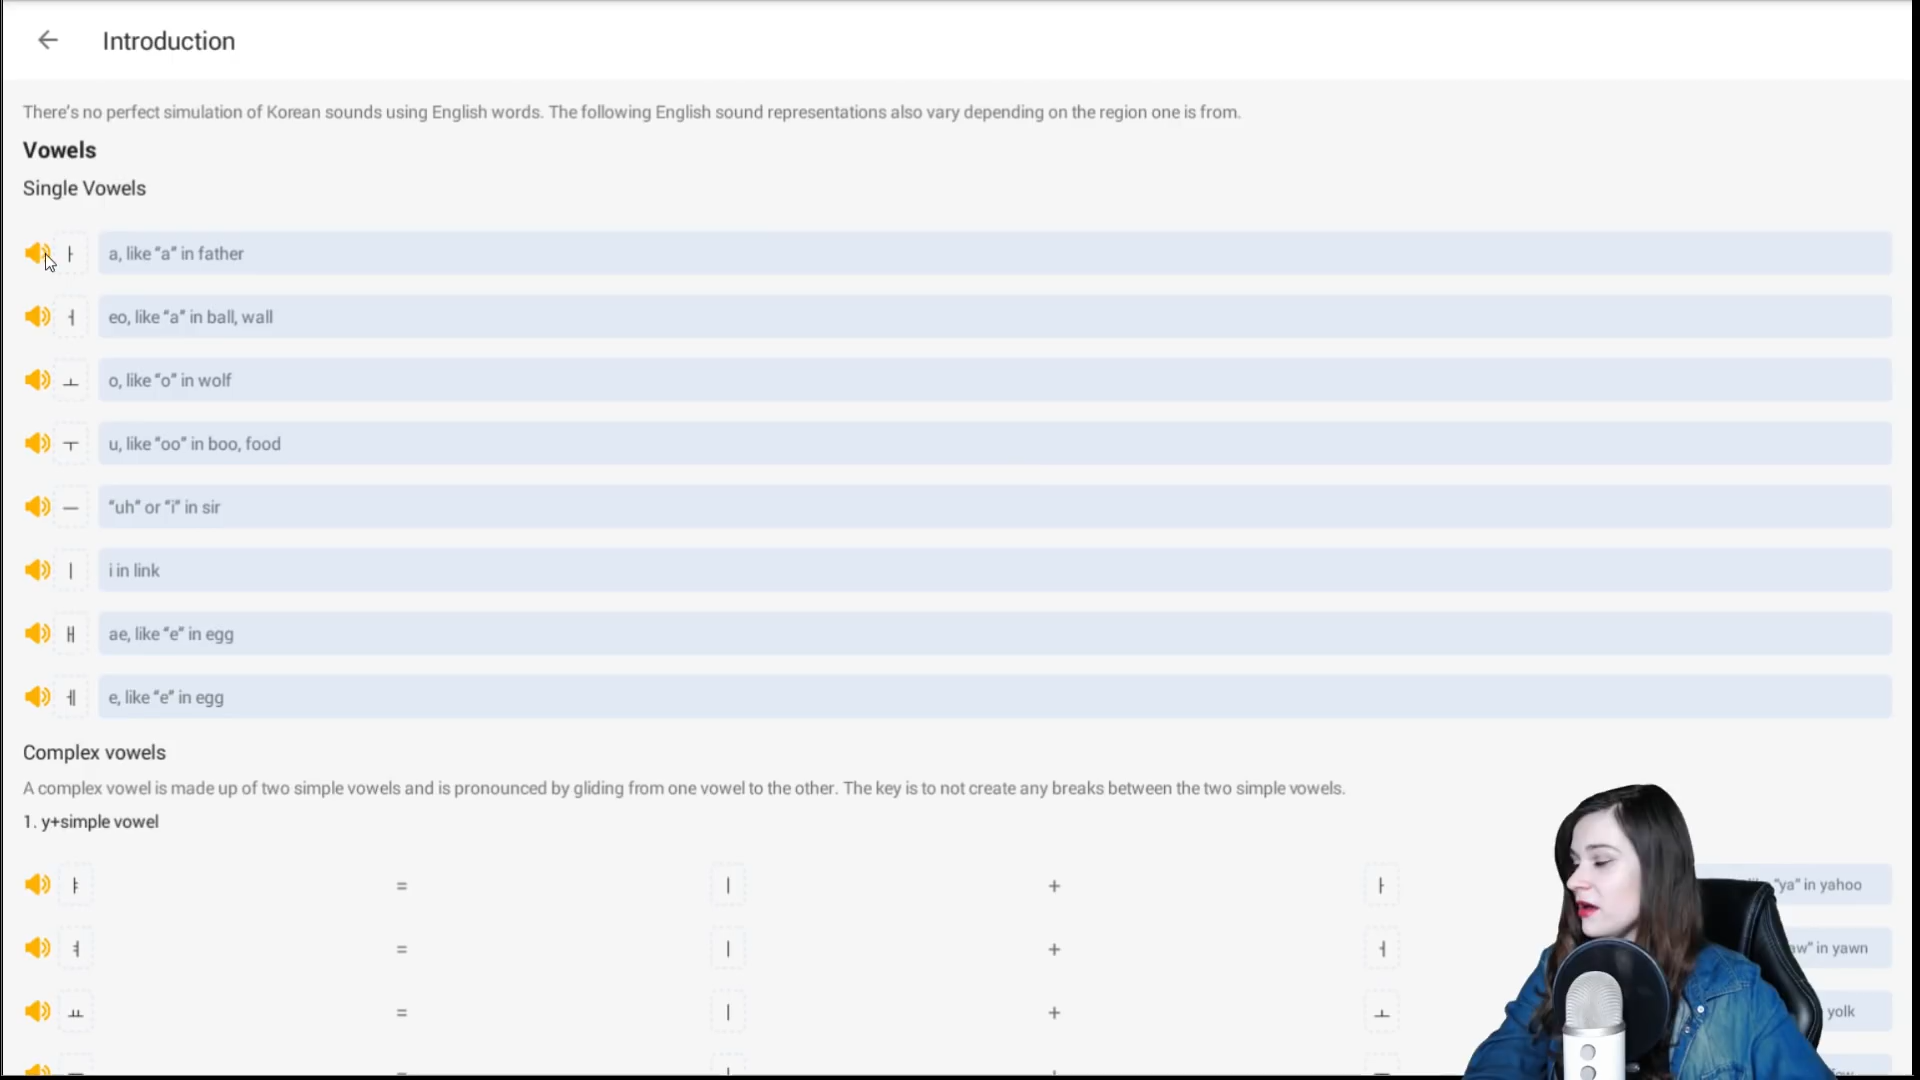 Introduction
There's no perfect simulation of Korean sounds using English words. The following English sound representations also vary depending on the region one is from.
Vowels
Single Vowels
ㅏ a, like “a” in father
ㅓ eo, like “a” in ball, wall
ㅗ o, like “o” in wolf
ㅜ u, like “oo” in boo, food
ㅡ “uh” or “i” in sir
ㅣ i in link
ㅐ ae, like “e” in egg
ㅔ e, like “e” in egg
Complex vowels
A complex vowel is made up of two simple vowels and is pronounced by gliding from one vowel to the other. The key is to not create any breaks between the two simple vowels.
1. y+simple vowel
ㅑ = ㅣ + ㅏ “ya” in yahoo
ㅕ = ㅣ + ㅓ in yawn
ㅛ = ㅣ + ㅗ yolk